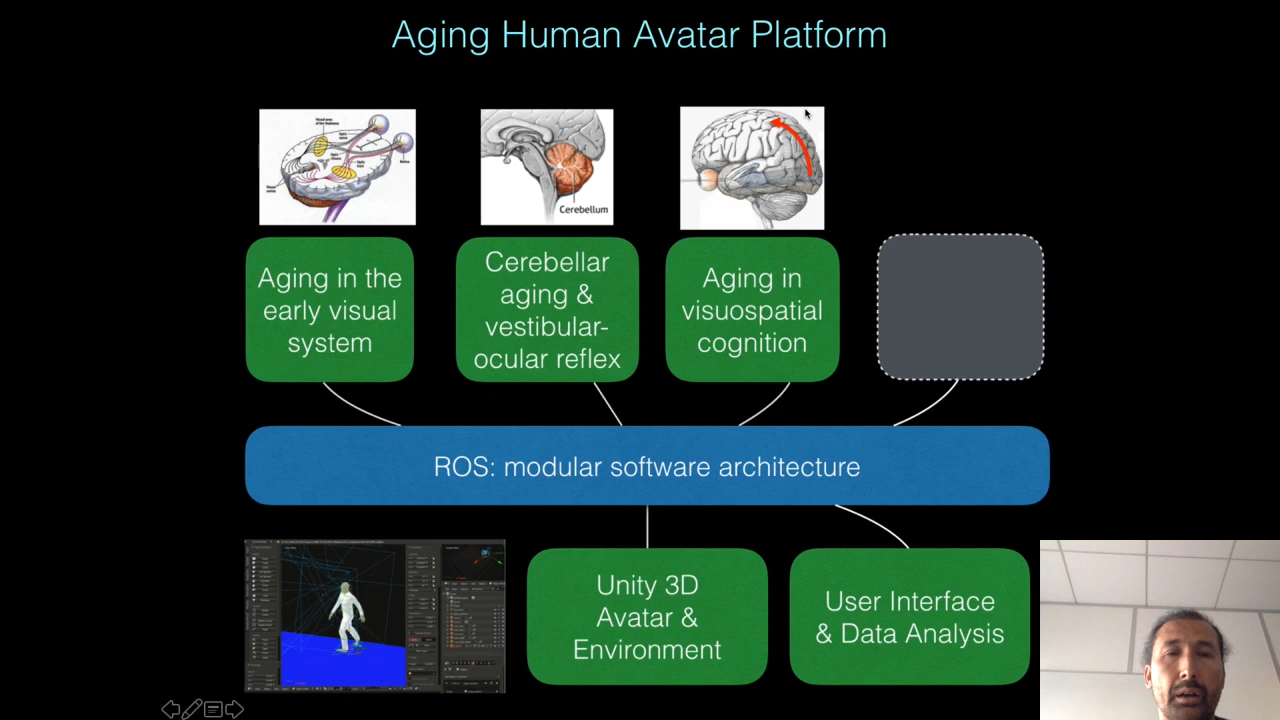 Aging Human Avatar Platform
Cerebellum
Aging in the
early visual
system
Cerebellar
aging &
vestibular-
ocular reflex
Aging in
visuospatial
cognition
ROS: modular software architecture
Unity 3D
Avatar &
Environment
User Interface
& Data Analysis